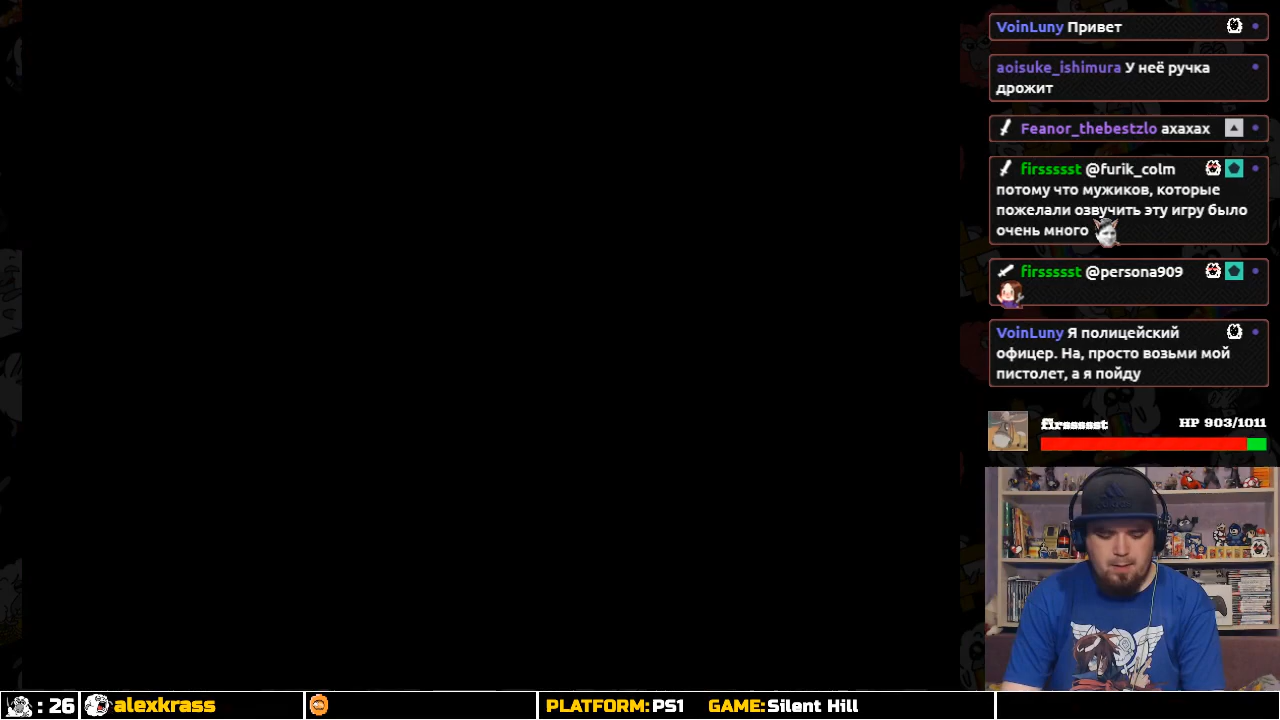 VoinLuny Привет
aoisuke_ishimura У неё ручка
дрожит
Feanor_thebestzlo ахахах
firssssst @furik_colm
потому что мужиков, которые
пожелали озвучить эту игру было
очень много
firssssst @persona909
VoinLuny Я полицейский
офицер. На, просто возьми мой
пистолет, а я пойду
firssssst HP 903/1011
: 26 alexkrass PLATFORM: PS1 GAME: Silent Hill